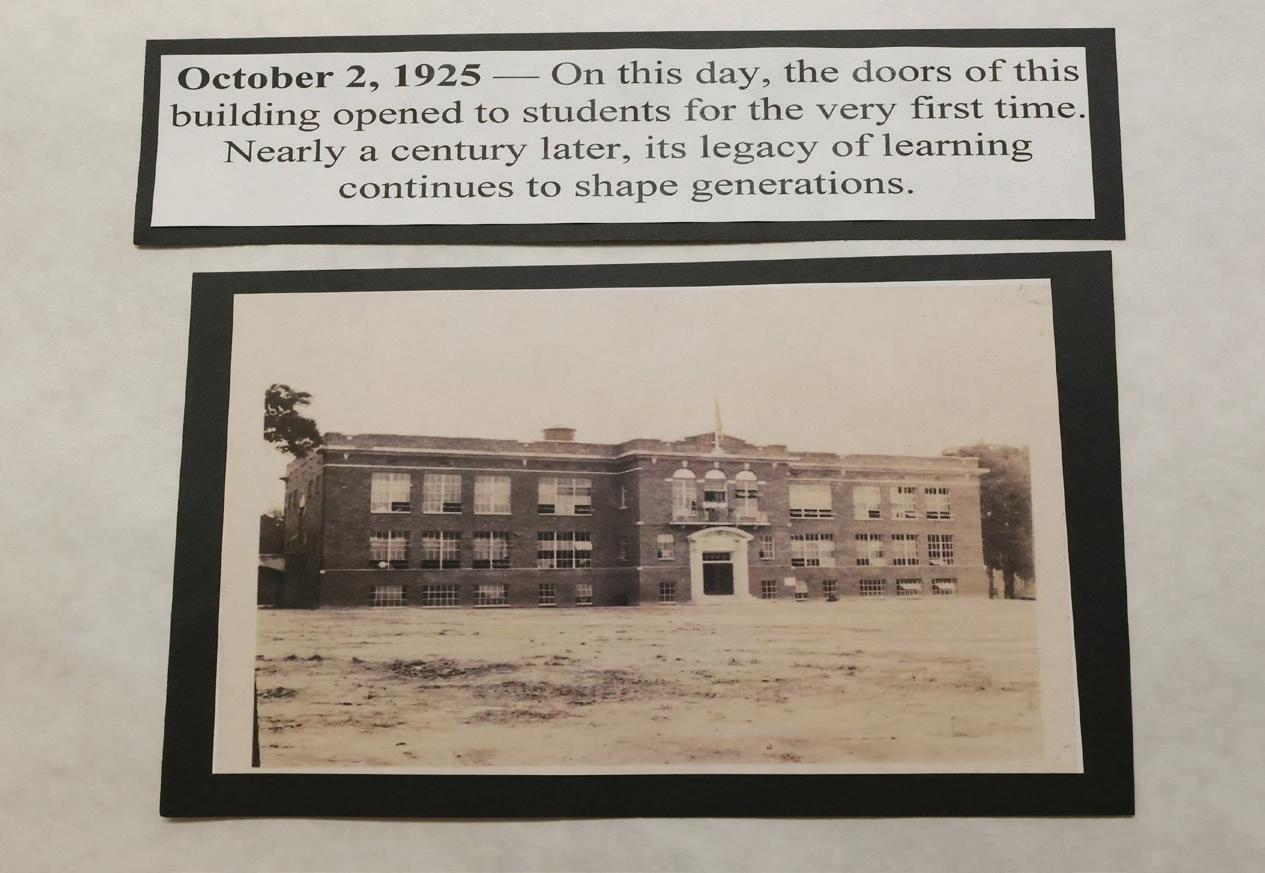 October 2, 1925 — On this day, the doors of this
building opened to students for the very first time.
Nearly a century later, its legacy of learning
continues to shape generations.